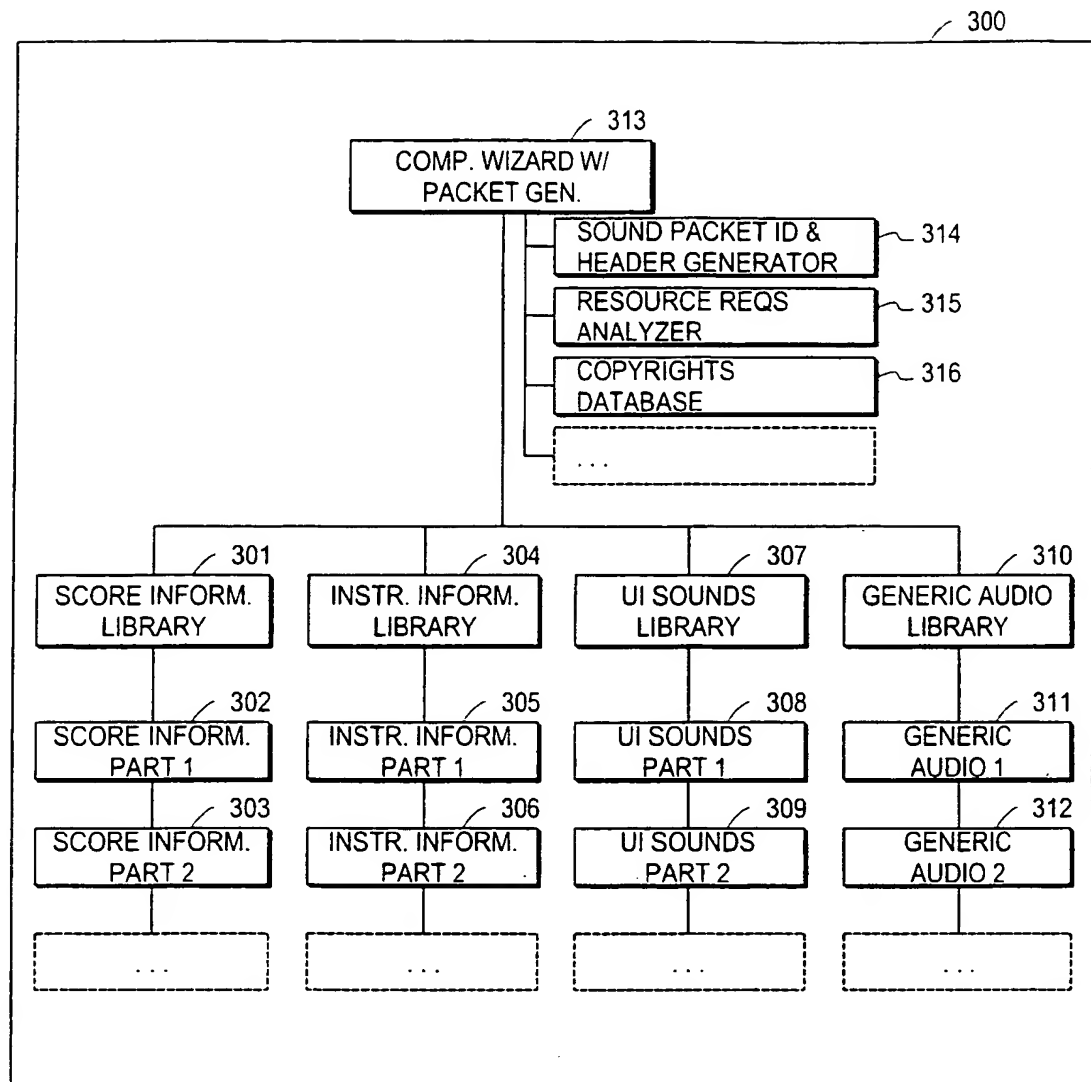 300
313
COMP. WIZARD W/
PACKET GEN.
SOUND PACKET ID &
HEADER GENERATOR
314
RESOURCE REQS
ANALYZER
315
COPYRIGHTS
DATABASE
316
. . .
301
SCORE INFORM.
LIBRARY
304
INSTR. INFORM.
LIBRARY
307
UI SOUNDS
LIBRARY
310
GENERIC AUDIO
LIBRARY
302
SCORE INFORM.
PART 1
305
INSTR. INFORM.
PART 1
308
UI SOUNDS
PART 1
311
GENERIC
AUDIO 1
303
SCORE INFORM.
PART 2
306
INSTR. INFORM.
PART 2
309
UI SOUNDS
PART 2
312
GENERIC
AUDIO 2
. . .
. . .
. . .
. . .